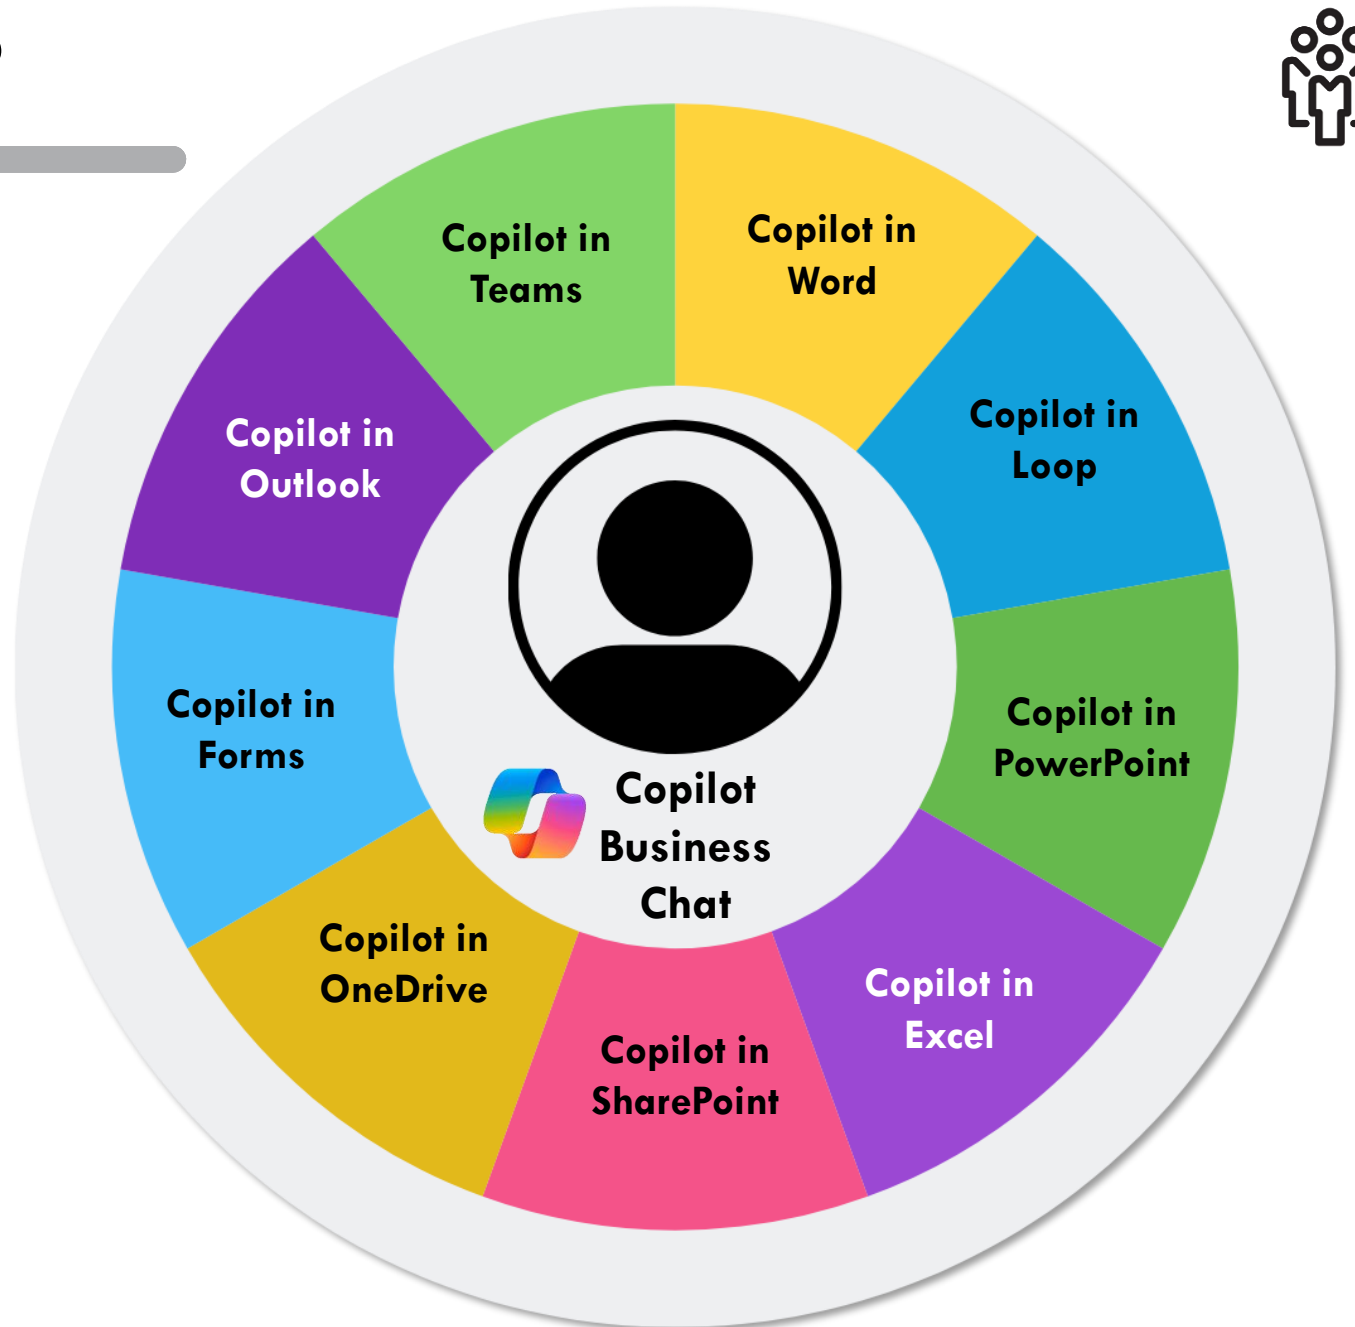 Copilot in
Teams
Copilot in
Word
Copilot in
Outlook
Copilot in
Loop
Copilot in
Forms
Copilot in
PowerPoint
Copilot
Business
Chat
Copilot in
OneDrive
Copilot in
Excel
Copilot in
SharePoint